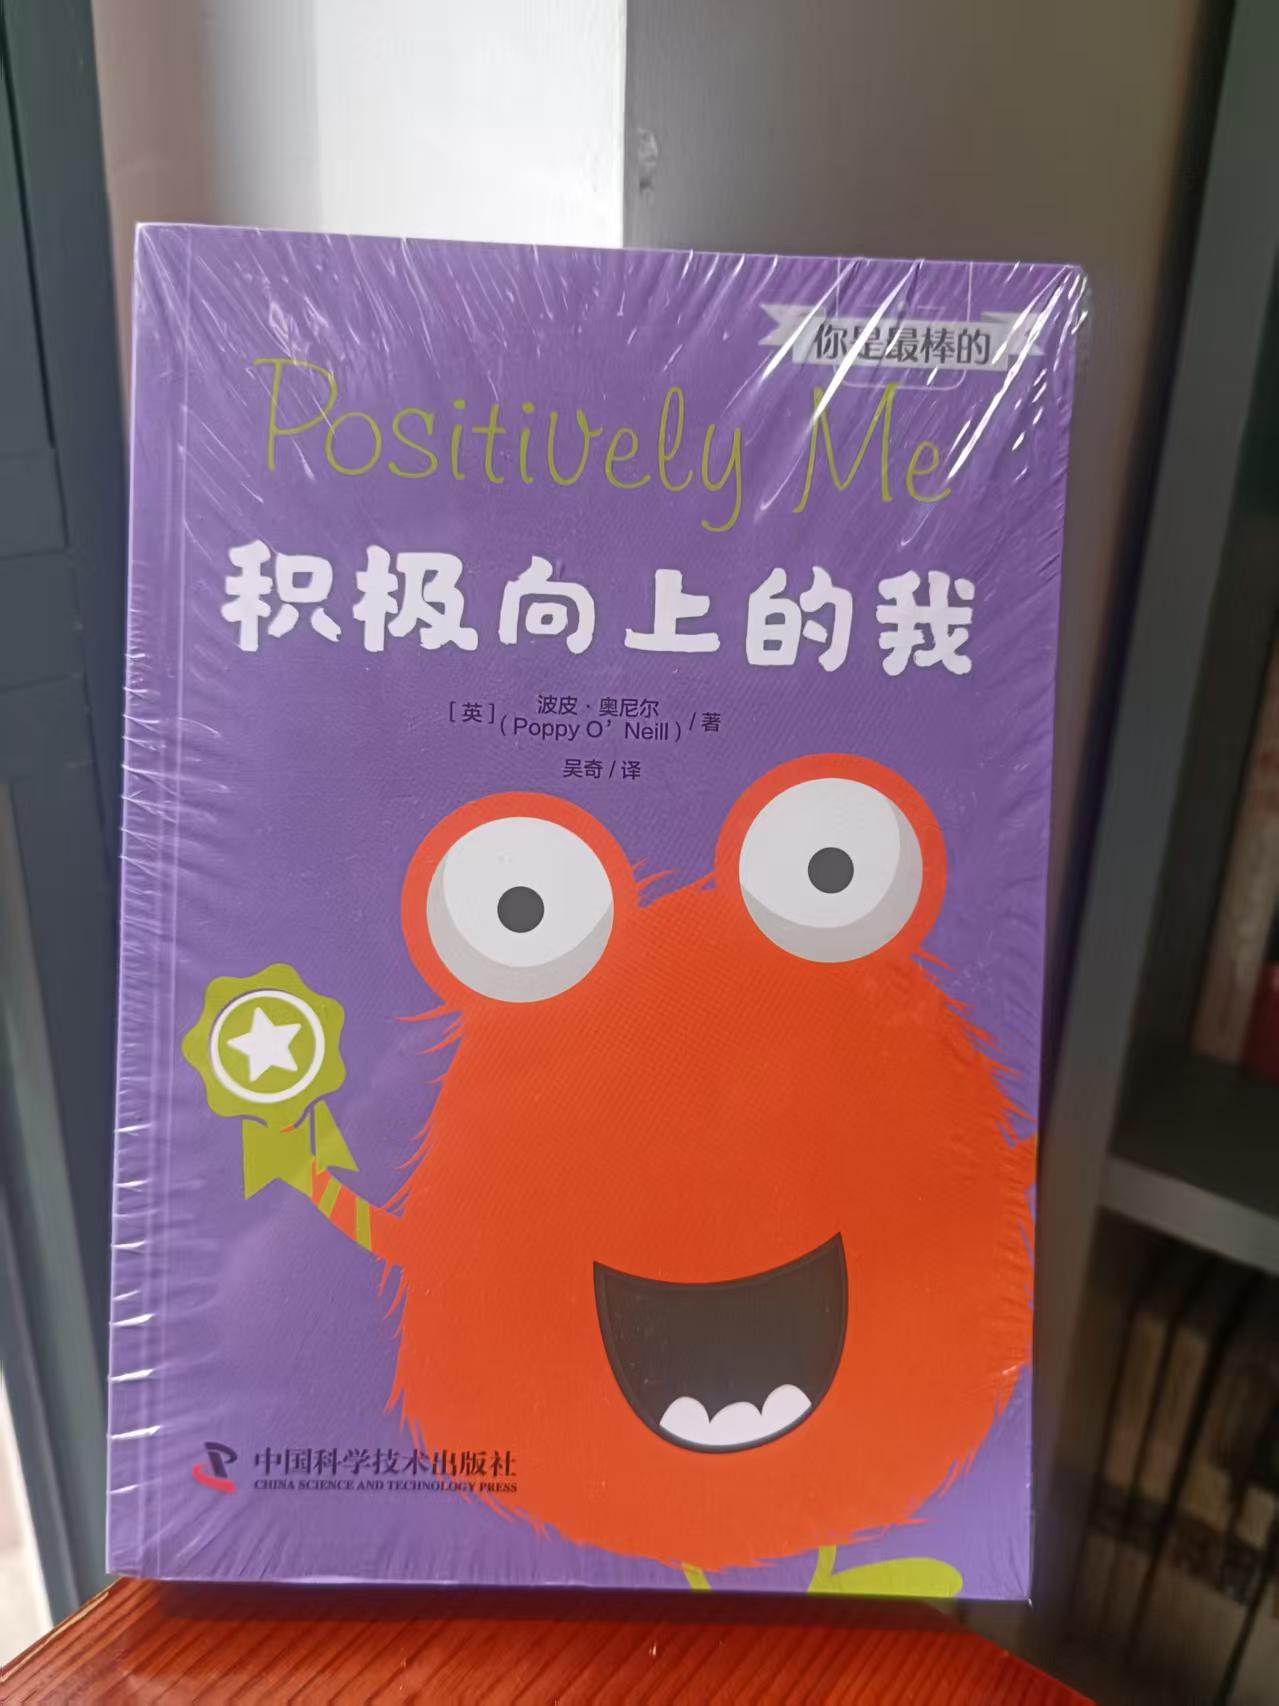 你是最棒的
Positively Me
积极向上的我
[英] 波皮·奥尼尔 / 著
(Poppy O’Neill)
吴奇 / 译
中国科学技术出版社
CHINA SCIENCE AND TECHNOLOGY PRESS